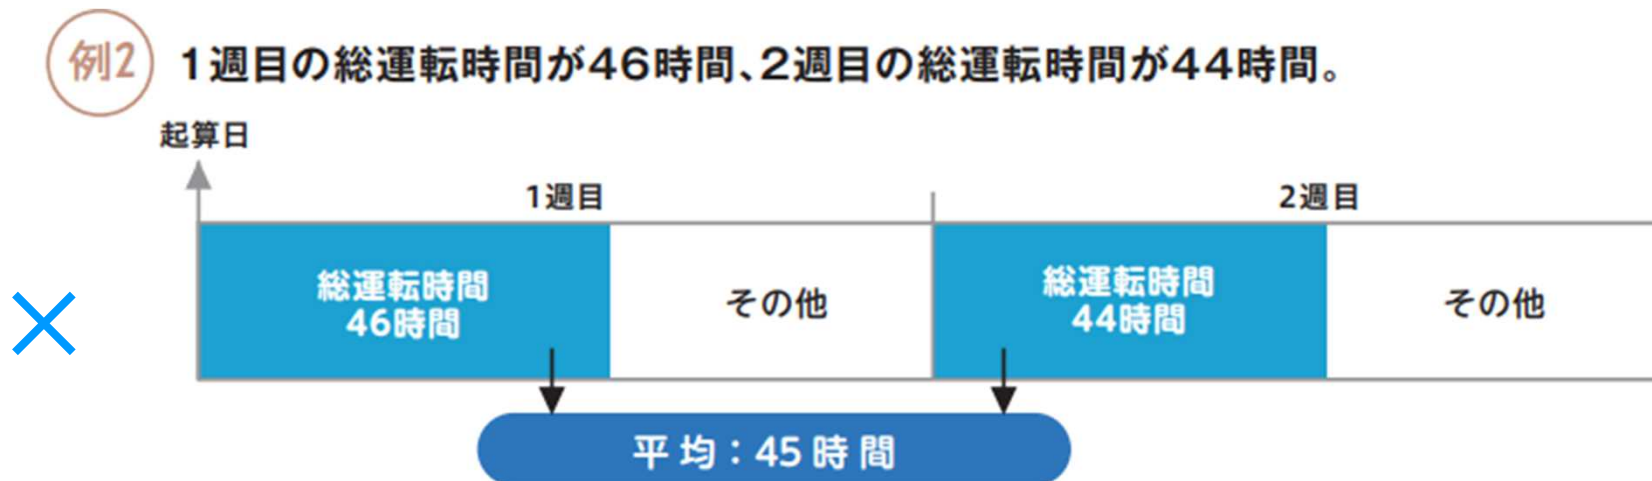 例2 1週目の総運転時間が46時間、2週目の総運転時間が44時間。
起算日
1週目 2週目
総運転時間
46時間
その他
総運転時間
44時間
その他
平均：45時間